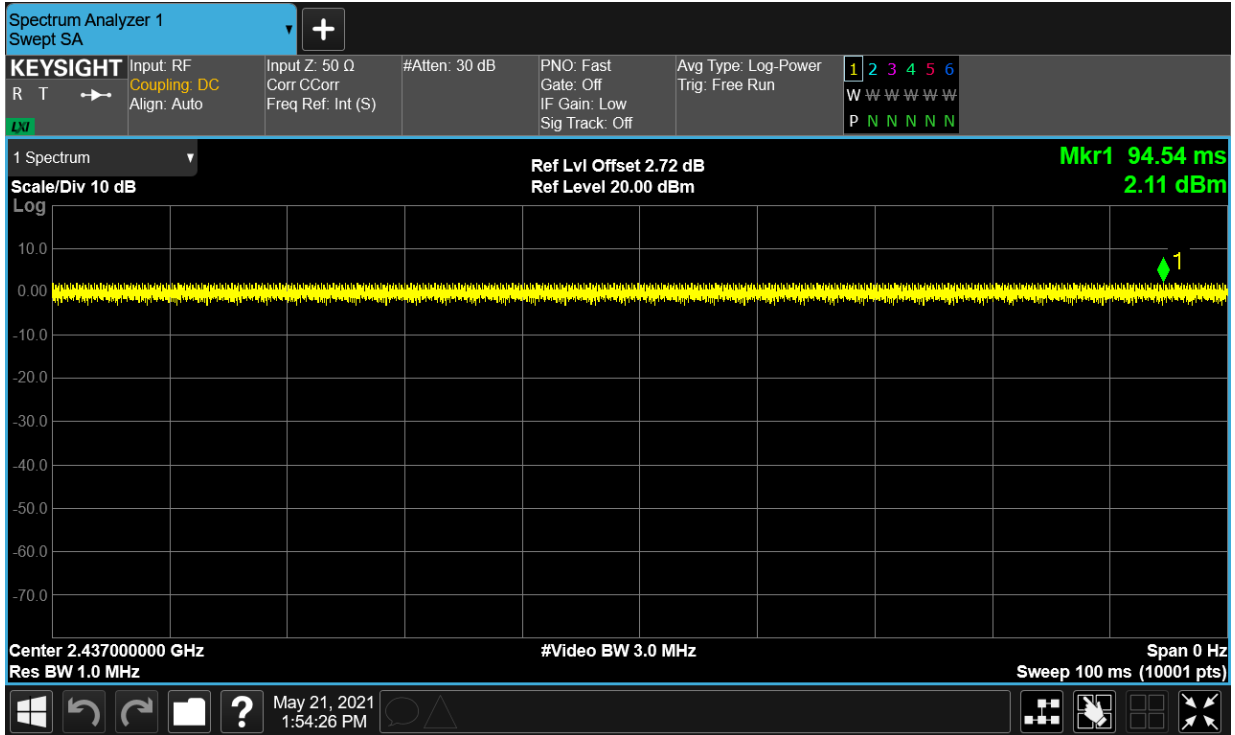 Spectrum Analyzer 1
Swept SA
KEYSIGHT
R T
LXI
Input: RF
Coupling: DC
Align: Auto
Input Z: 50 Ω
Corr CCorr
Freq Ref: Int (S)
#Atten: 30 dB
PNO: Fast
Gate: Off
IF Gain: Low
Sig Track: Off
Avg Type: Log-Power
Trig: Free Run
1 2 3 4 5 6
W W W W W W
P N N N N N
1 Spectrum
Scale/Div 10 dB
Log
Ref Lvl Offset 2.72 dB
Ref Level 20.00 dBm
Mkr1 94.54 ms
2.11 dBm
10.0
1
0.00
-10.0
-20.0
-30.0
-40.0
-50.0
-60.0
-70.0
Center 2.437000000 GHz
Res BW 1.0 MHz
#Video BW 3.0 MHz
Span 0 Hz
Sweep 100 ms (10001 pts)
?
May 21, 2021
1:54:26 PM